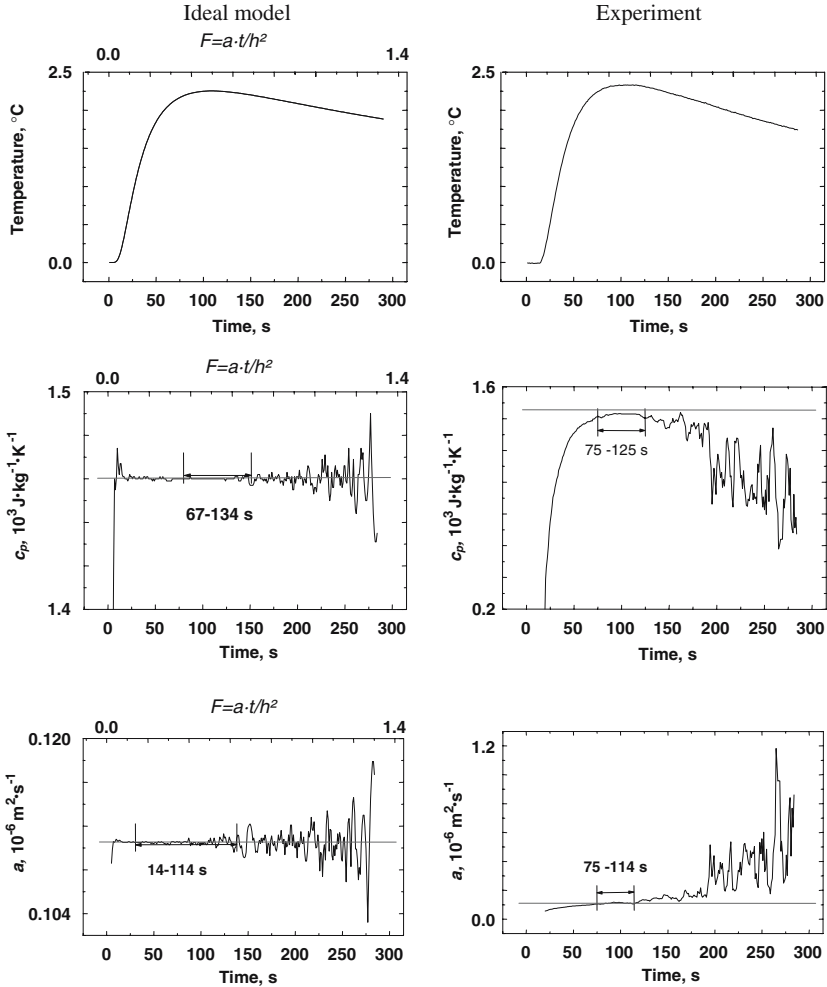 Ideal model
Experiment
F=a·t/h²
0.0
1.4
2.5
0.0
Temperature, °C
0 50 100 150 200 250 300
Time, s
2.5
0.0
Temperature, °C
0 50 100 150 200 250 300
Time, s
F=a·t/h²
0.0
1.4
1.5
1.4
cp, 10³ J·kg⁻¹·K⁻¹
67-134 s
0 50 100 150 200 250 300
Time, s
1.6
0.2
cp, 10³ J·kg⁻¹·K⁻¹
75 -125 s
0 50 100 150 200 250 300
Time, s
F=a·t/h²
0.0
1.4
0.120
0.104
a, 10⁻⁶ m²·s⁻¹
14-114 s
0 50 100 150 200 250 300
Time, s
1.2
0.0
a, 10⁻⁶ m²·s⁻¹
75 -114 s
0 50 100 150 200 250 300
Time, s